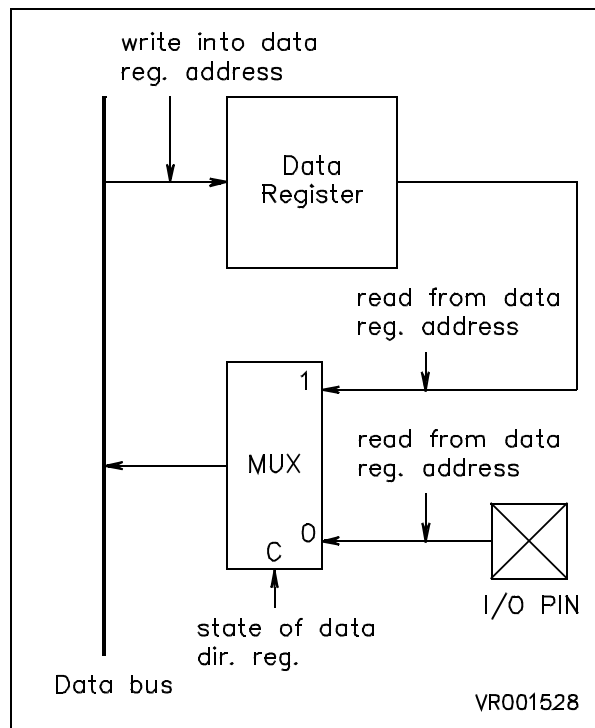 write into data
reg. address
Data
Register
read from data
reg. address
1
read from data
reg. address
MUX
0
C
I/O PIN
state of data
dir. reg.
Data bus
VR001528